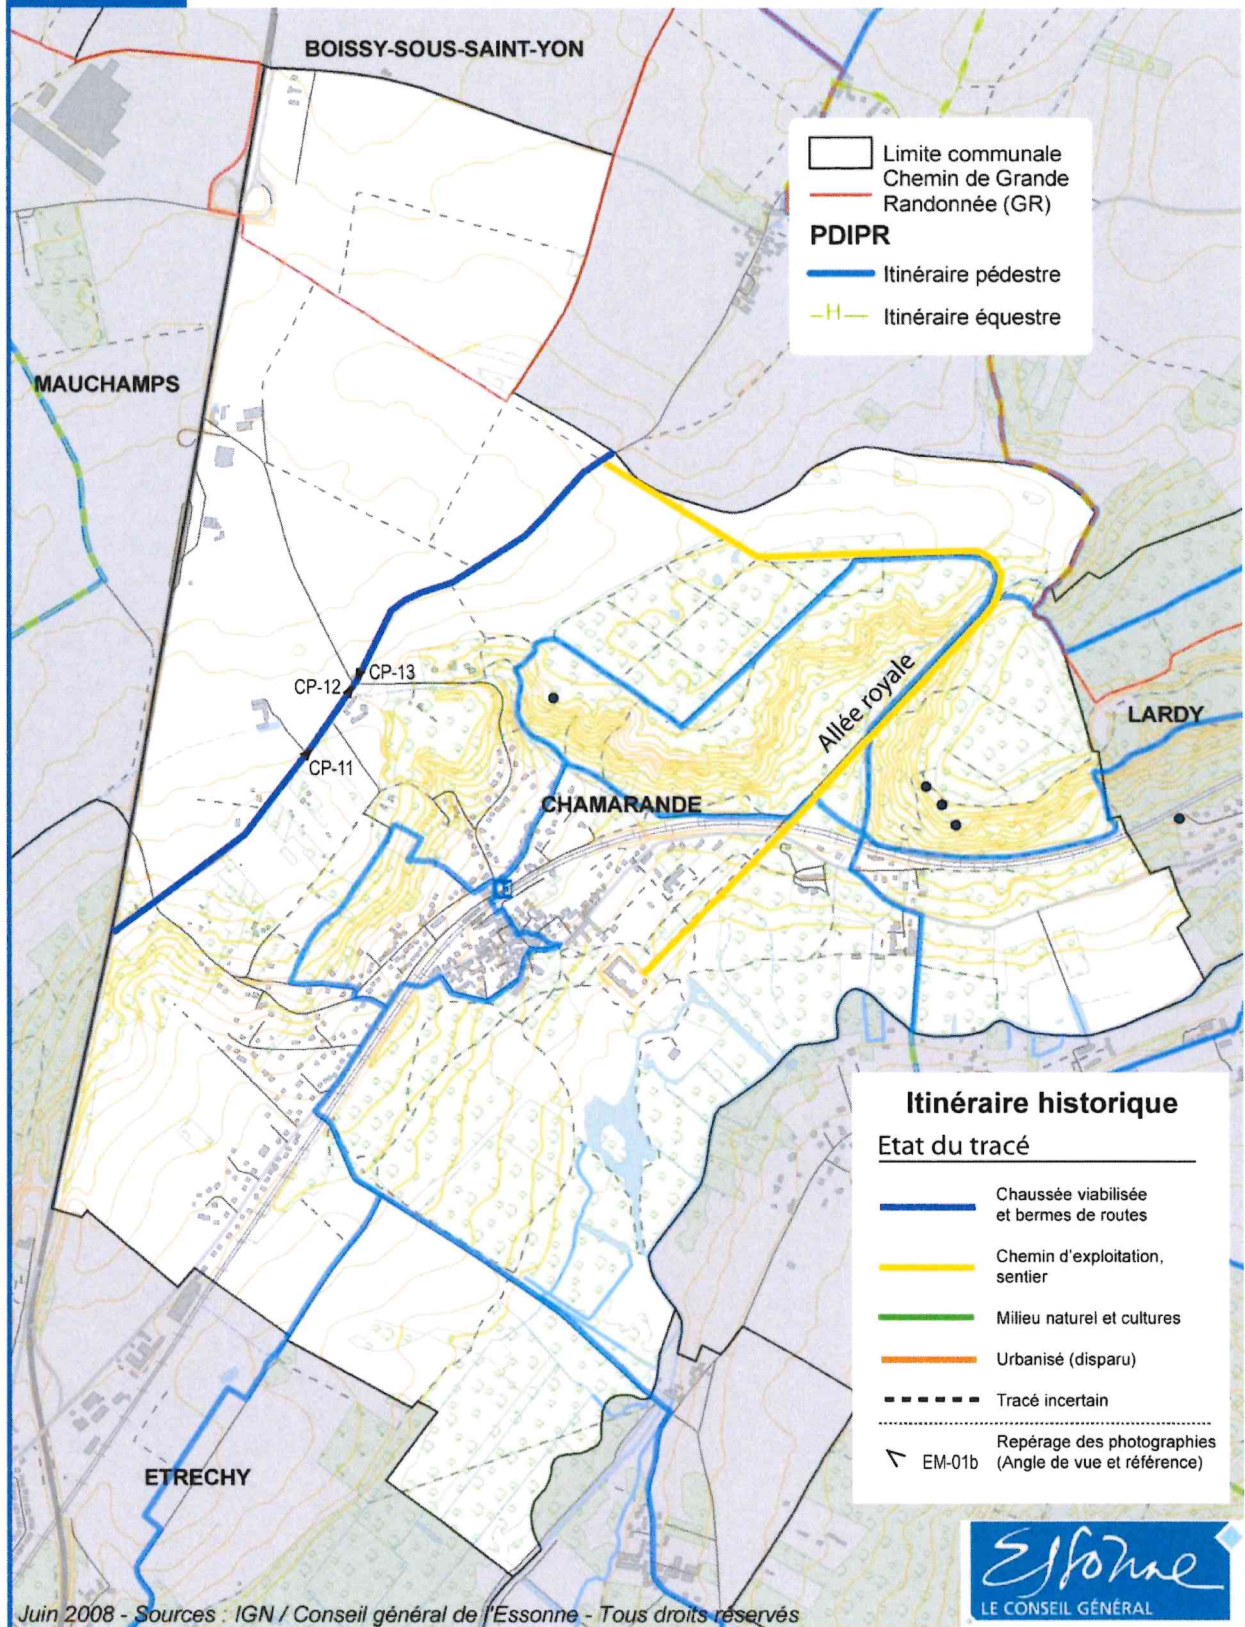 BOISSY-SOUS-SAINT-YON
Limite communale
Chemin de Grande
Randonnée (GR)
PDIPR
Itinéraire pédestre
H Itinéraire équestre
MAUCHAMPS
CP-13
CP-12
CP-11
Allée royale
LARDY
CHAMARANDE
Itinéraire historique
Etat du tracé
Chaussée viabilisée
et bermes de routes
Chemin d'exploitation,
sentier
Milieu naturel et cultures
Urbanisé (disparu)
Tracé incertain
Repérage des photographies
EM-01b (Angle de vue et référence)
ETRECHY
Essonne
LE CONSEIL GÉNÉRAL
Juin 2008 - Sources : IGN / Conseil général de l'Essonne - Tous droits réservés